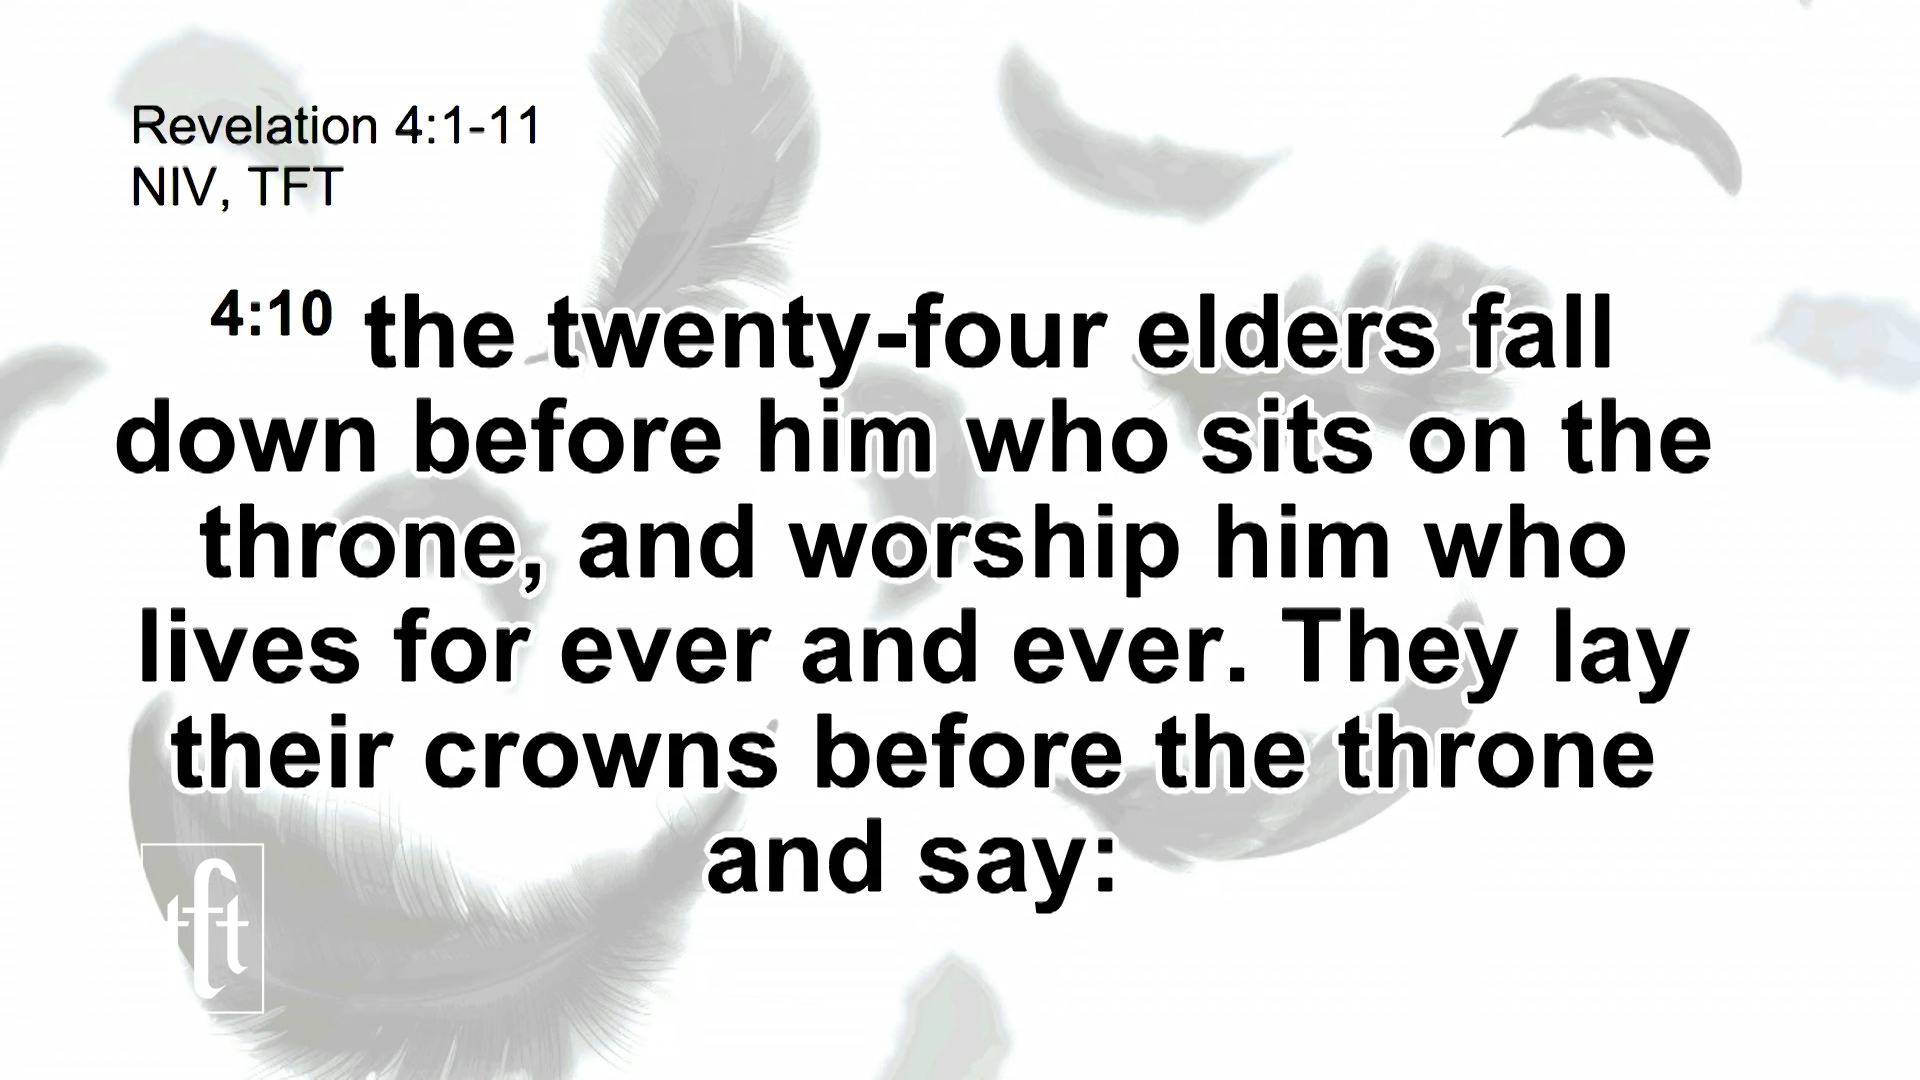 Revelation 4:1-11
NIV, TFT
4:10 the twenty-four elders fall
down before him who sits on the
throne, and worship him who
lives for ever and ever. They lay
their crowns before the throne
and say:
tft